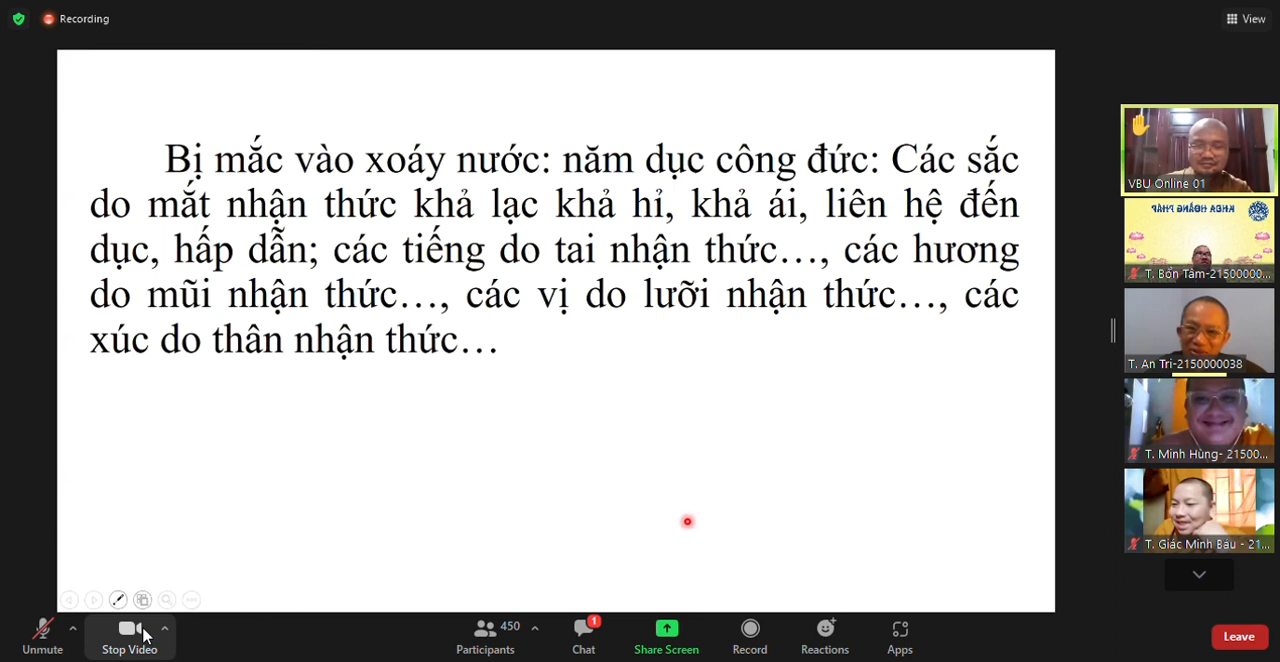 Recording
View
Bị mắc vào xoáy nước: năm dục công đức: Các sắc
do mắt nhận thức khả lạc khả hỉ, khả ái, liên hệ đến
dục, hấp dẫn; các tiếng do tai nhận thức…, các hương
do mũi nhận thức…, các vị do lưỡi nhận thức…, các
xúc do thân nhận thức…
VBU Online 01
KHOA HOẰNG PHÁP
T. Bổn Tâm-21500000...
T. An Trí-2150000038
T. Minh Hùng- 21500...
T. Giác Minh Báu - 21...
Unmute
Stop Video
450
Participants
1
Chat
Share Screen
Record
Reactions
Apps
Leave